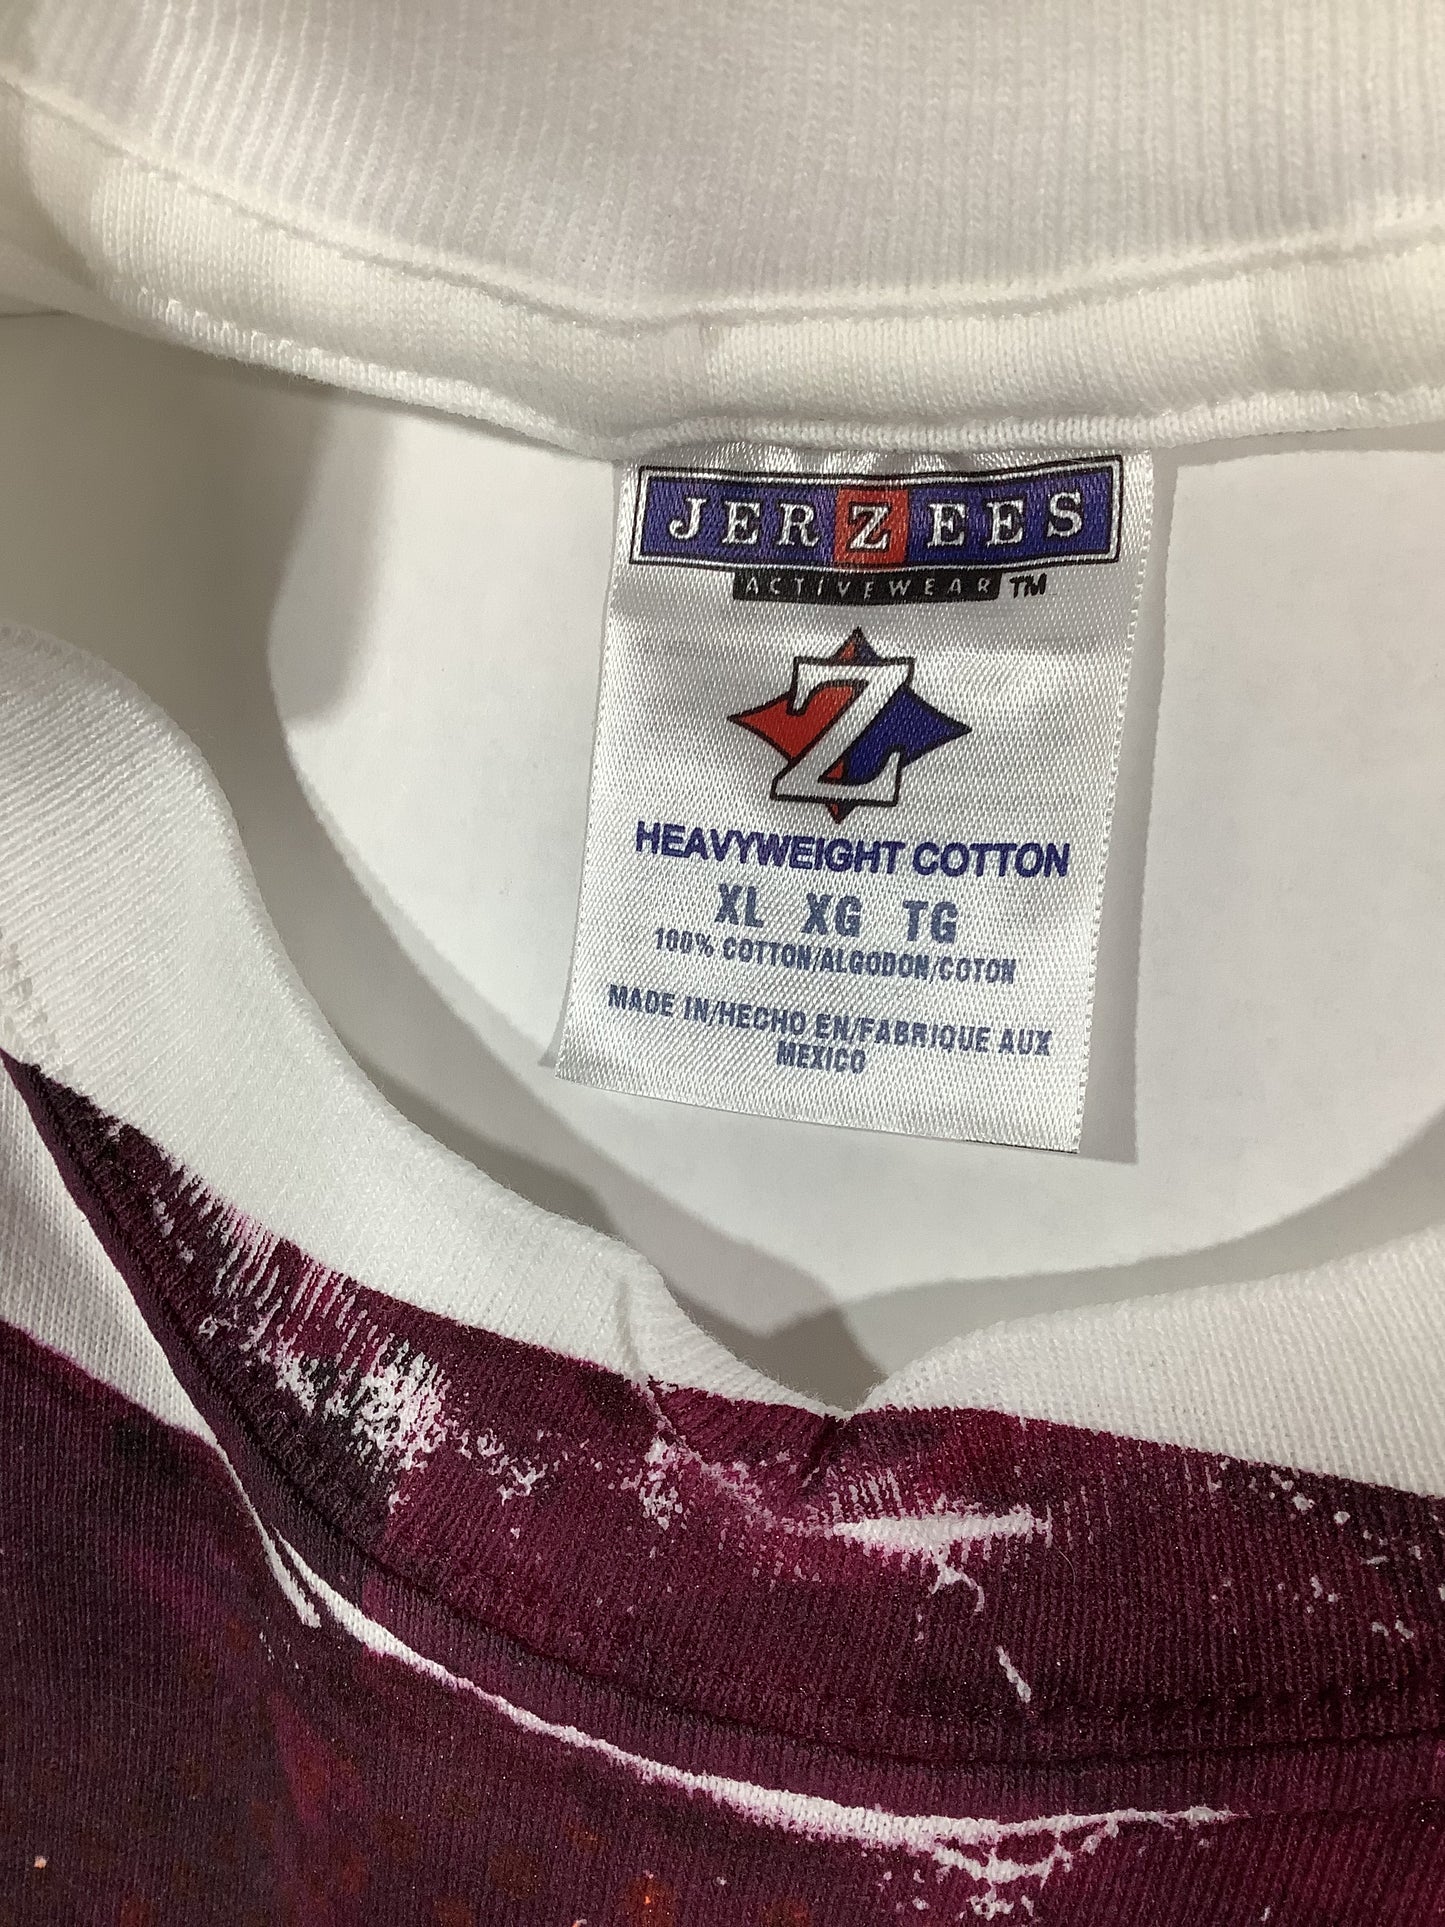 JERZEES
ACTIVEWEAR TM
Z
HEAVYWEIGHT COTTON
XL XG TG
100% COTTON/ALGODON/COTON
MADE IN/HECHO EN/FABRIQUE AUX
MEXICO